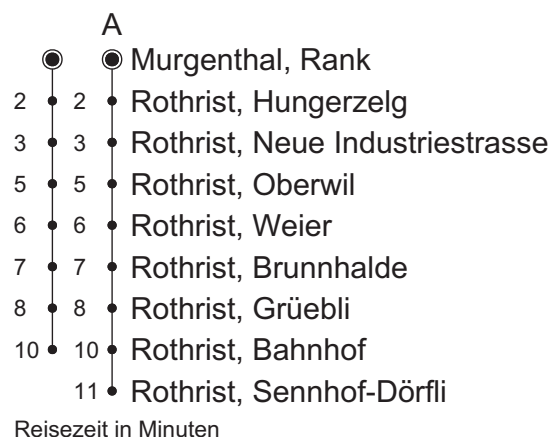 A
Murgenthal, Rank
2 2 Rothrist, Hungerzelg
3 3 Rothrist, Neue Industriestrasse
5 5 Rothrist, Oberwil
6 6 Rothrist, Weier
7 7 Rothrist, Brunnhalde
8 8 Rothrist, Grüebli
10 10 Rothrist, Bahnhof
11 Rothrist, Sennhof-Dörfli
Reisezeit in Minuten